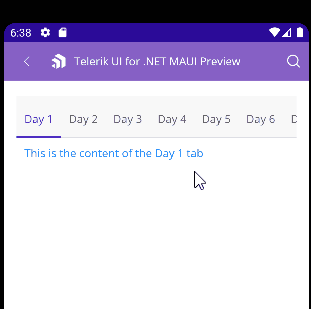 6:38
Telerik UI for .NET MAUI Preview
Day 1 Day 2 Day 3 Day 4 Day 5 Day 6 D
This is the content of the Day 1 tab